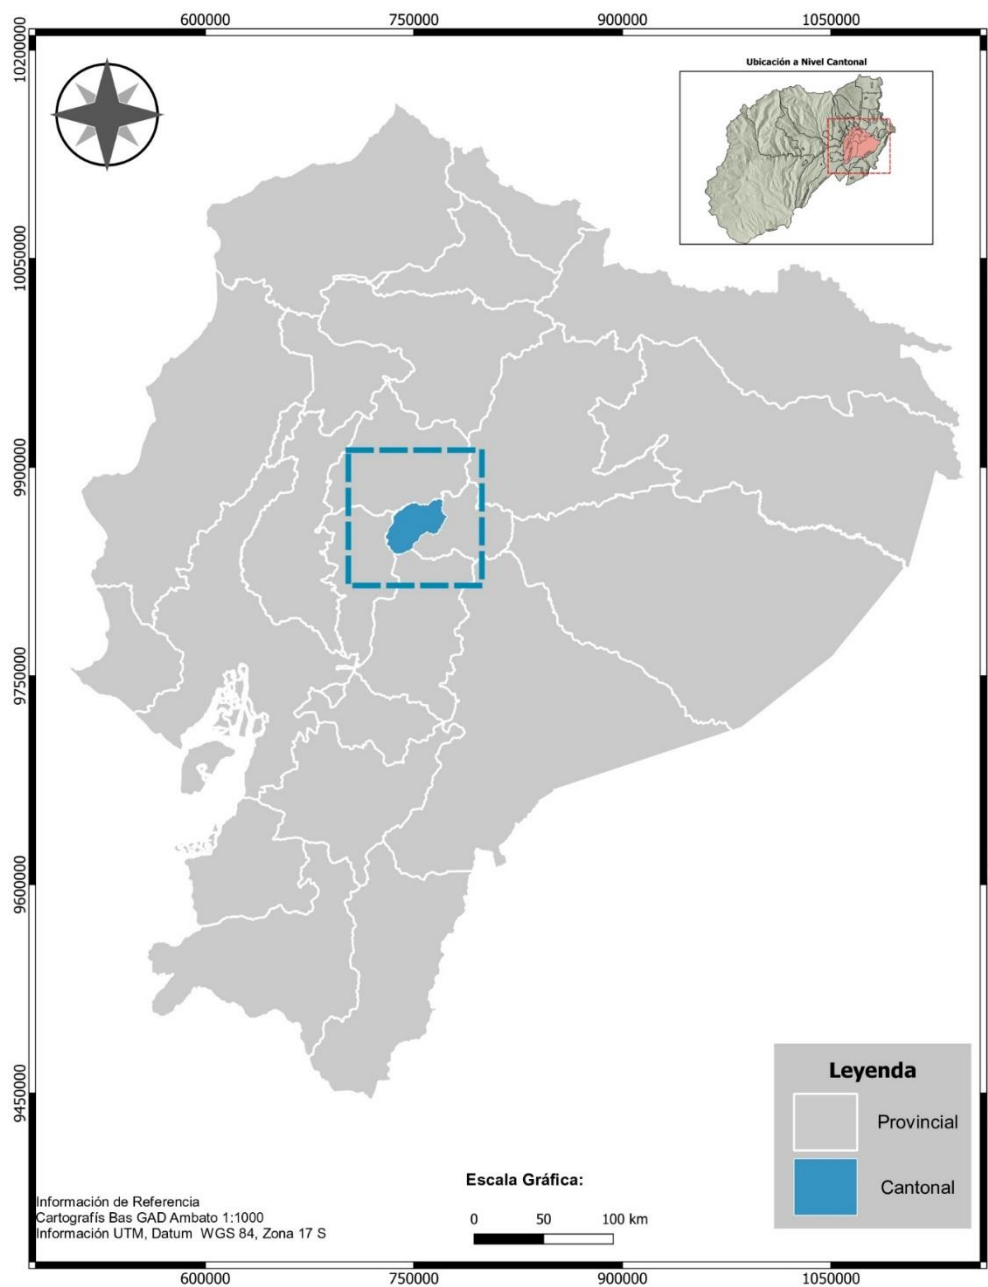 600000 750000 900000 1050000
10200000
Ubicación a Nivel Cantonal
10050000
9900000
9750000
9600000
9450000
Leyenda
Provincial
Cantonal
Escala Gráfica:
0 50 100 km
Información de Referencia
Cartografís Bas GAD Ambato 1:1000
Información UTM, Datum WGS 84, Zona 17 S
600000 750000 900000 1050000